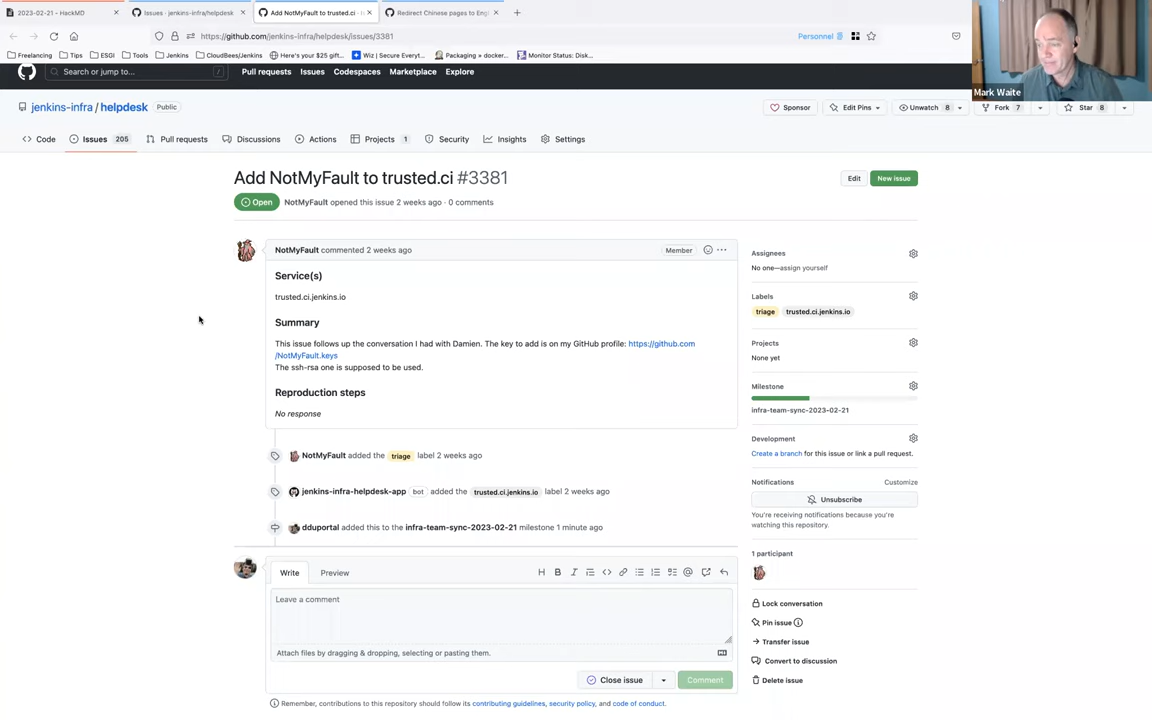 2023-02-21 - HackMD
Issues · jenkins-infra/helpdesk
Add NotMyFault to trusted.ci
Redirect Chinese pages to Eng
https://github.com/jenkins-infra/helpdesk/issues/3381
Personnel
Freelancing
Tips
ESGI
Tools
Jenkins
CloudBees/Jenkins
Here's your $25 gift...
Wiz | Secure Everyt...
Packaging » docker...
Monitor Status: Disk...
Mark Waite
Search or jump to...
/
Pull requests
Issues
Codespaces
Marketplace
Explore
jenkins-infra / helpdesk
Public
Sponsor
Edit Pins
Unwatch 8
Fork 7
Star 8
Code
Issues 205
Pull requests
Discussions
Actions
Projects 1
Security
Insights
Settings
Add NotMyFault to trusted.ci #3381
Edit
New issue
Open
NotMyFault opened this issue 2 weeks ago · 0 comments
NotMyFault commented 2 weeks ago
Member
Service(s)
trusted.ci.jenkins.io
Summary
This issue follows up the conversation I had with Damien. The key to add is on my GitHub profile: https://github.com
/NotMyFault.keys
The ssh-rsa one is supposed to be used.
Reproduction steps
No response
NotMyFault added the triage label 2 weeks ago
jenkins-infra-helpdesk-app bot added the trusted.ci.jenkins.io label 2 weeks ago
dduportal added this to the infra-team-sync-2023-02-21 milestone 1 minute ago
Write
Preview
Leave a comment
Attach files by dragging & dropping, selecting or pasting them.
Close issue
Comment
Remember, contributions to this repository should follow its contributing guidelines, security policy, and code of conduct.
Assignees
No one—assign yourself
Labels
triage
trusted.ci.jenkins.io
Projects
None yet
Milestone
infra-team-sync-2023-02-21
Development
Create a branch for this issue or link a pull request.
Notifications
Customize
Unsubscribe
You're receiving notifications because you're
watching this repository.
1 participant
Lock conversation
Pin issue
Transfer issue
Convert to discussion
Delete issue